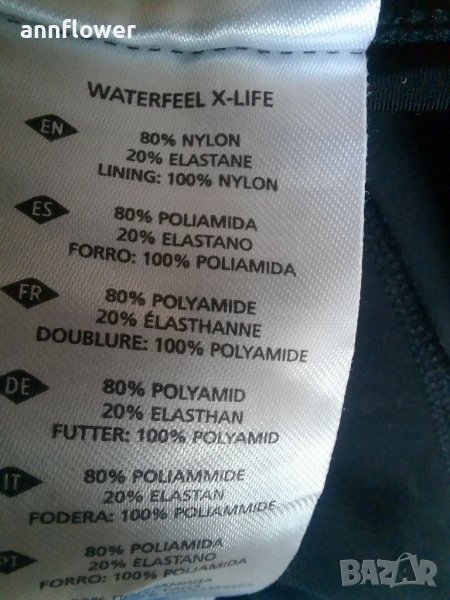 annflower
WATERFEEL X-LIFE
EN
80% NYLON
20% ELASTANE
LINING: 100% NYLON
ES
80% POLIAMIDA
20% ELASTANO
FORRO: 100% POLIAMIDA
FR
80% POLYAMIDE
20% ÉLASTHANNE
DOUBLURE: 100% POLYAMIDE
DE
80% POLYAMID
20% ELASTHAN
FUTTER: 100% POLYAMID
IT
80% POLIAMMIDE
20% ELASTAN
FODERA: 100% POLIAMMIDE
PT
80% POLIAMIDA
20% ELASTANO
FORRO: 100% POLIAMIDA
BAZAR